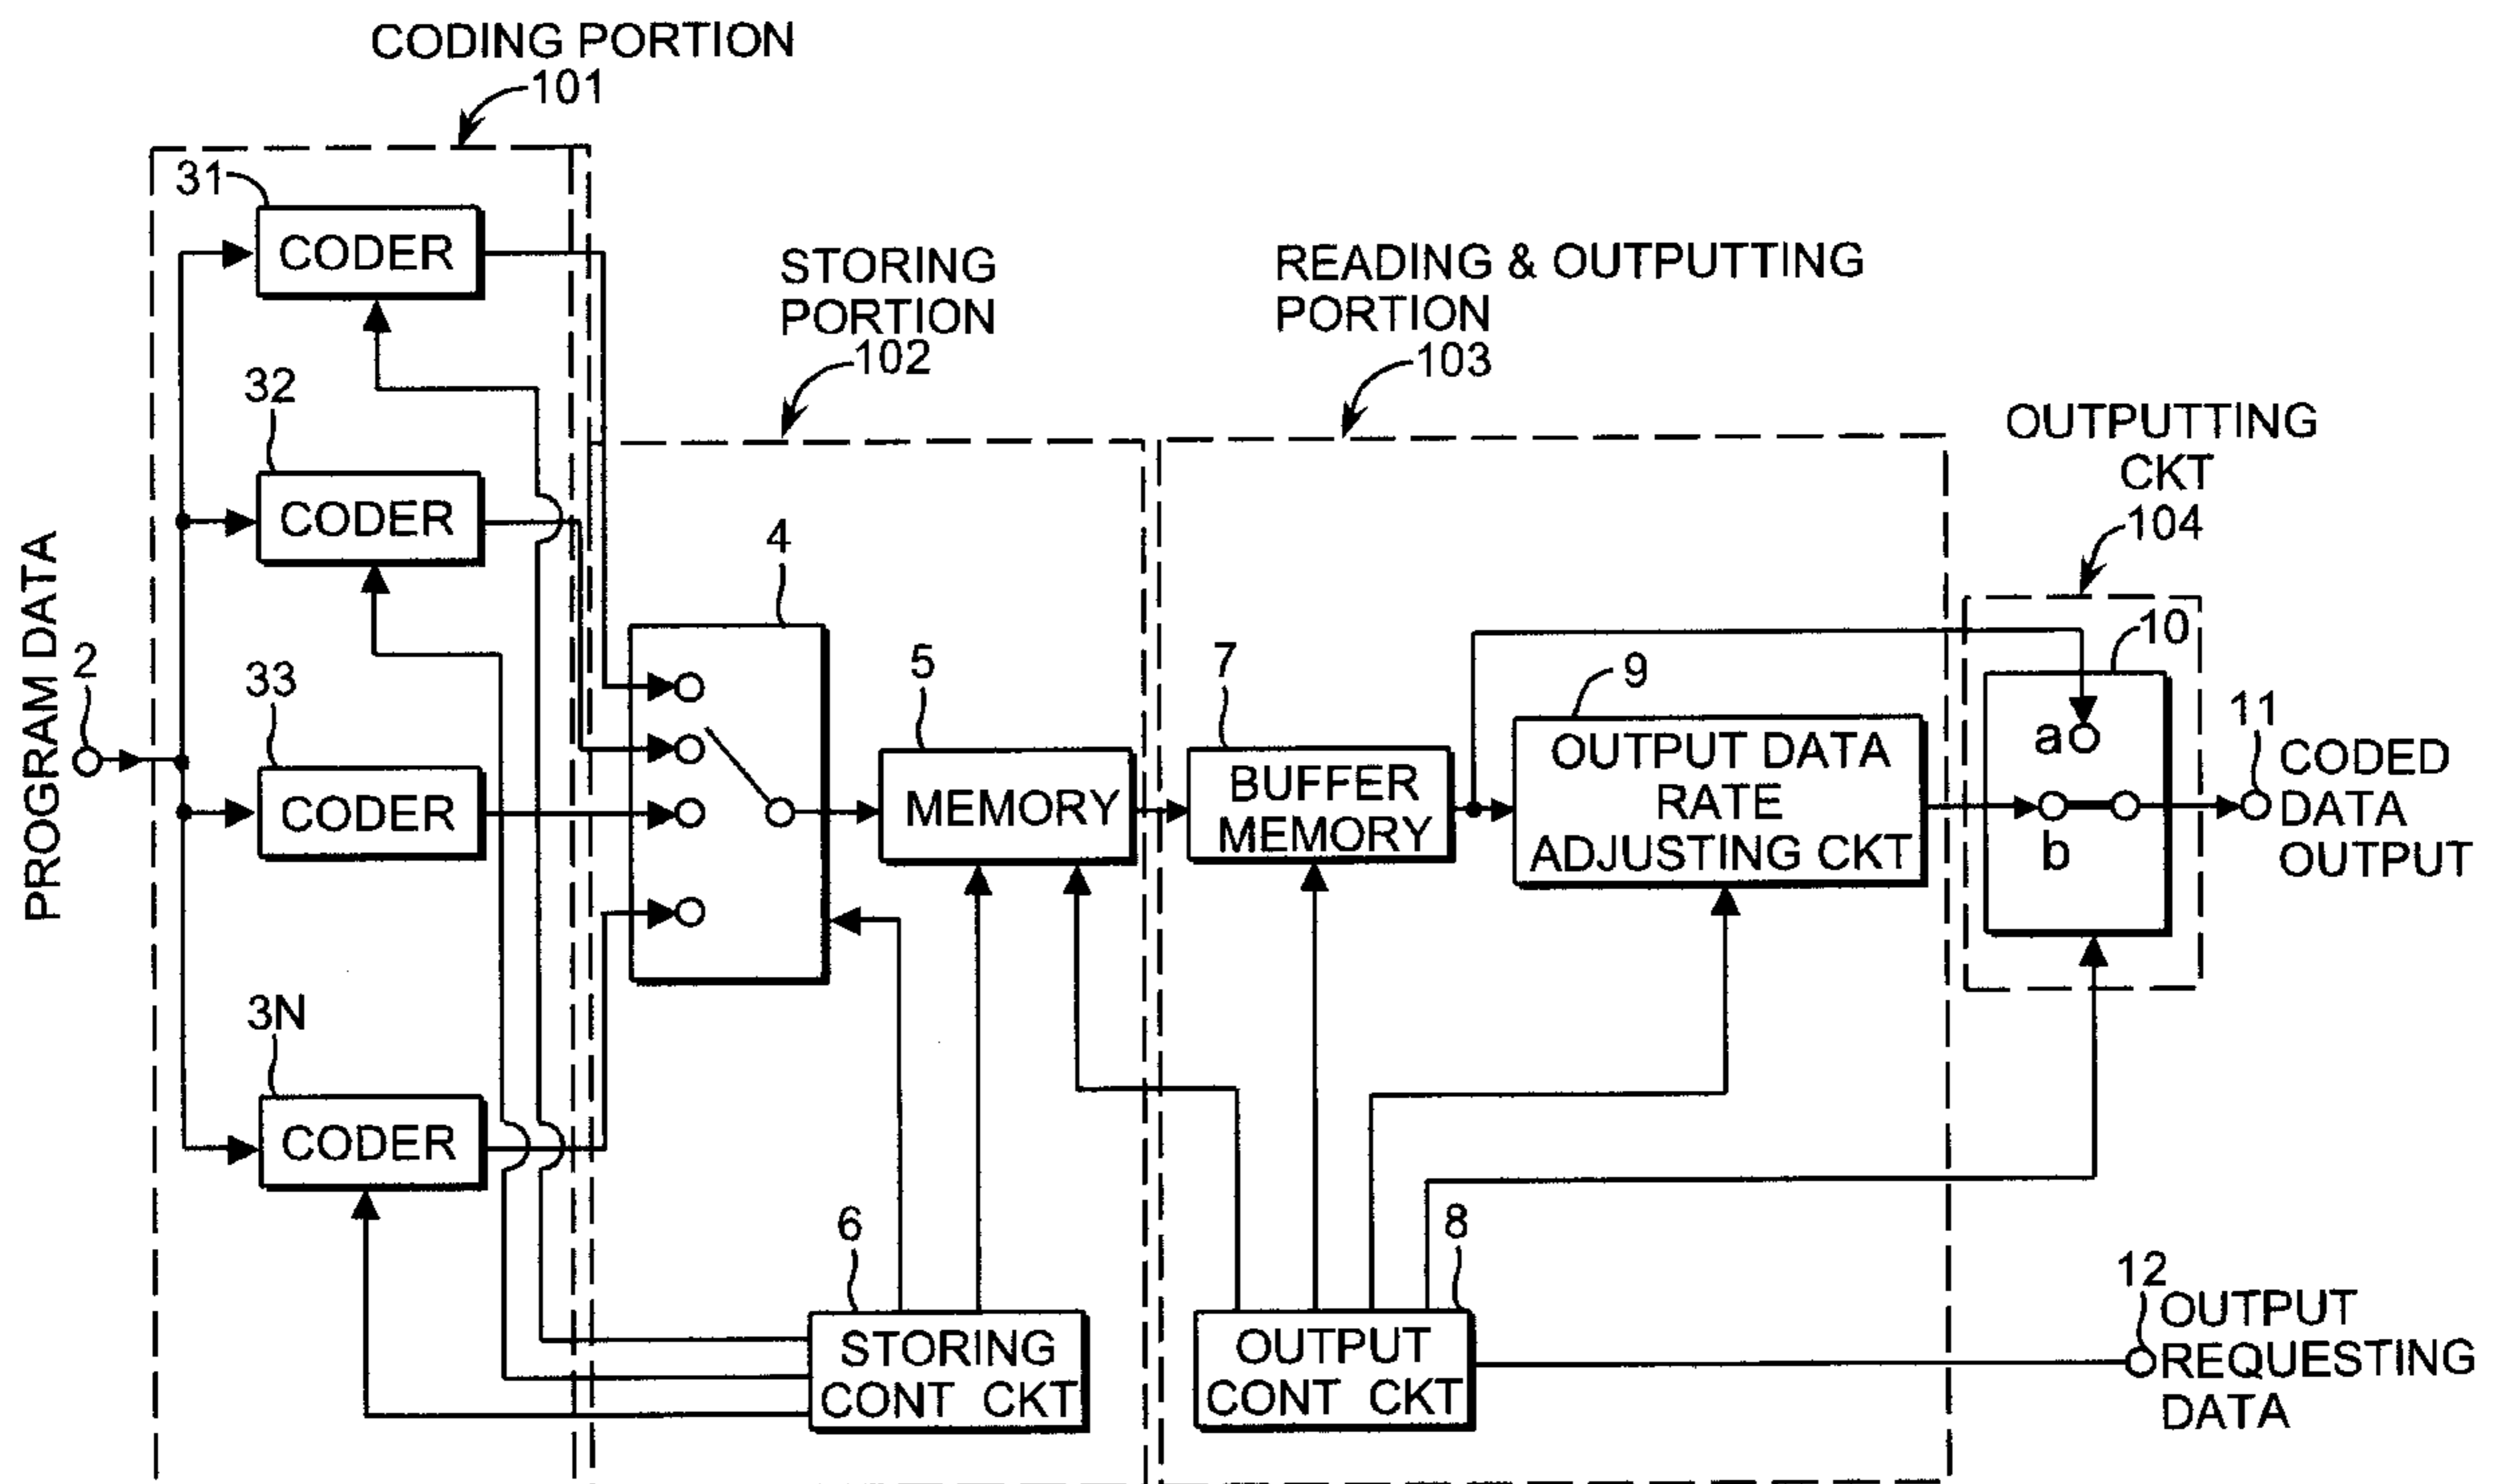 CODING PORTION
101
31
CODER
STORING
PORTION
102
READING & OUTPUTTING
PORTION
103
32
CODER
OUTPUTTING
CKT
104
PROGRAM DATA
2
33
CODER
4
5
MEMORY
7
BUFFER
MEMORY
9
OUTPUT DATA
RATE
ADJUSTING CKT
10
a
b
11
CODED
DATA
OUTPUT
3N
CODER
6
STORING
CONT CKT
8
OUTPUT
CONT CKT
12
OUTPUT
REQUESTING
DATA